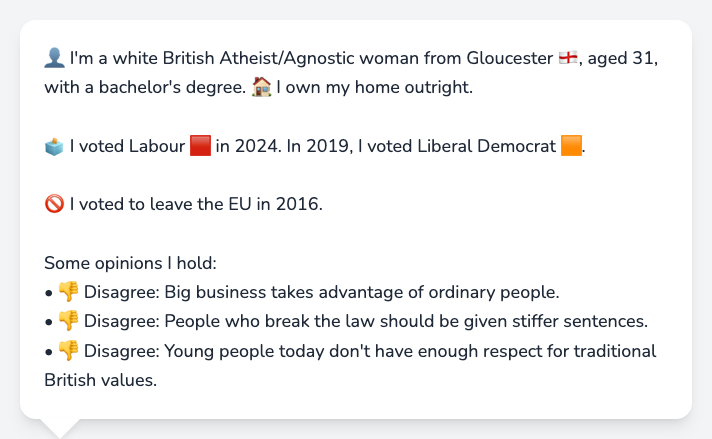 👤 I'm a white British Atheist/Agnostic woman from Gloucester 🏴󠁧󠁢󠁥󠁮󠁧󠁿, aged 31,
with a bachelor's degree. 🏠 I own my home outright.
🗳️ I voted Labour 🟥 in 2024. In 2019, I voted Liberal Democrat 🟧.
🚫 I voted to leave the EU in 2016.
Some opinions I hold:
• 👎 Disagree: Big business takes advantage of ordinary people.
• 👎 Disagree: People who break the law should be given stiffer sentences.
• 👎 Disagree: Young people today don't have enough respect for traditional
British values.